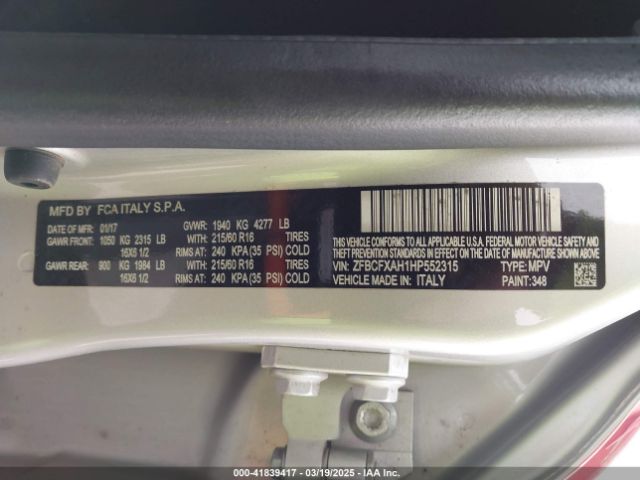 MFD BY FCA ITALY S.P.A.
DATE OF MFR: 01/17 GVWR: 1940 KG 4277 LB
GAWR FRONT: 1050 KG 2315 LB WITH: 215/60 R16 TIRES
16X6 1/2 RIMS AT: 240 KPA (35 PSI) COLD
GAWR REAR: 900 KG 1984 LB WITH: 215/60 R16 TIRES
16X6 1/2 RIMS AT: 240 KPA (35 PSI) COLD
THIS VEHICLE CONFORMS TO ALL APPLICABLE U.S.A. FEDERAL MOTOR VEHICLE SAFETY,
BUMPER AND THEFT PREVENTION STANDARDS IN EFFECT
ON THE DATE OF MANUFACTURE SHOWN ABOVE.
VIN: ZFBCFXAH1HP552315 TYPE: MPV
VEHICLE MADE IN: ITALY PAINT: 348
000-41839417 - 03/19/2025 - IAAI.COM